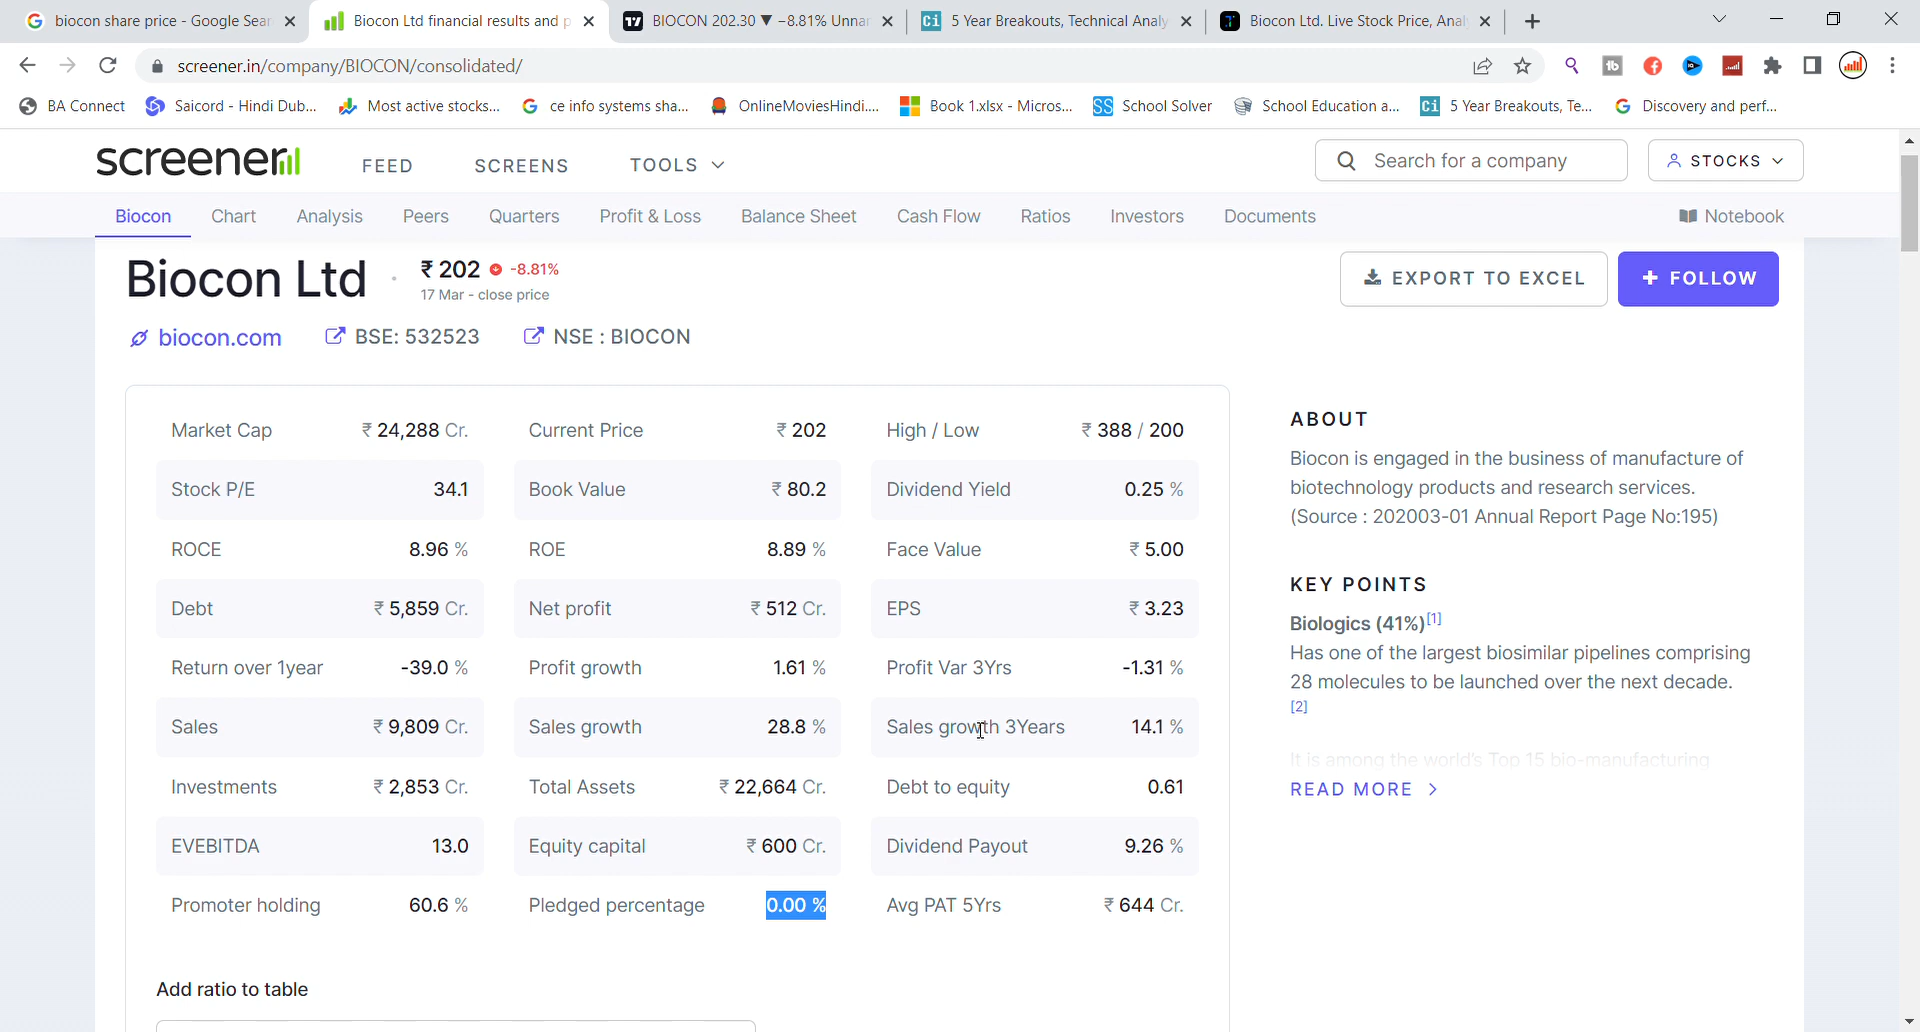 biocon share price - Google Sear
Biocon Ltd financial results and p
BIOCON 202.30 ▼ −8.81% Unnar
5 Year Breakouts, Technical Analy
Biocon Ltd. Live Stock Price, Anal
screener.in/company/BIOCON/consolidated/
BA Connect
Saicord - Hindi Dub...
Most active stocks...
ce info systems sha...
OnlineMoviesHindi....
Book 1.xlsx - Micros...
School Solver
School Education a...
5 Year Breakouts, Te...
Discovery and perf...
screener
FEED
SCREENS
TOOLS
Search for a company
STOCKS
Biocon
Chart
Analysis
Peers
Quarters
Profit & Loss
Balance Sheet
Cash Flow
Ratios
Investors
Documents
Notebook
Biocon Ltd
₹ 202 -8.81%
17 Mar - close price
EXPORT TO EXCEL
+ FOLLOW
biocon.com
BSE: 532523
NSE : BIOCON
Market Cap ₹ 24,288 Cr.
Current Price ₹ 202
High / Low ₹ 388 / 200
Stock P/E 34.1
Book Value ₹ 80.2
Dividend Yield 0.25 %
ROCE 8.96 %
ROE 8.89 %
Face Value ₹ 5.00
Debt ₹ 5,859 Cr.
Net profit ₹ 512 Cr.
EPS ₹ 3.23
Return over 1year -39.0 %
Profit growth 1.61 %
Profit Var 3Yrs -1.31 %
Sales ₹ 9,809 Cr.
Sales growth 28.8 %
Sales growth 3Years 14.1 %
Investments ₹ 2,853 Cr.
Total Assets ₹ 22,664 Cr.
Debt to equity 0.61
EVEBITDA 13.0
Equity capital ₹ 600 Cr.
Dividend Payout 9.26 %
Promoter holding 60.6 %
Pledged percentage 0.00 %
Avg PAT 5Yrs ₹ 644 Cr.
Add ratio to table
ABOUT
Biocon is engaged in the business of manufacture of
biotechnology products and research services.
(Source : 202003-01 Annual Report Page No:195)
KEY POINTS
Biologics (41%)[1]
Has one of the largest biosimilar pipelines comprising
28 molecules to be launched over the next decade.
[2]
It is among the world's Top 15 bio-manufacturing
READ MORE